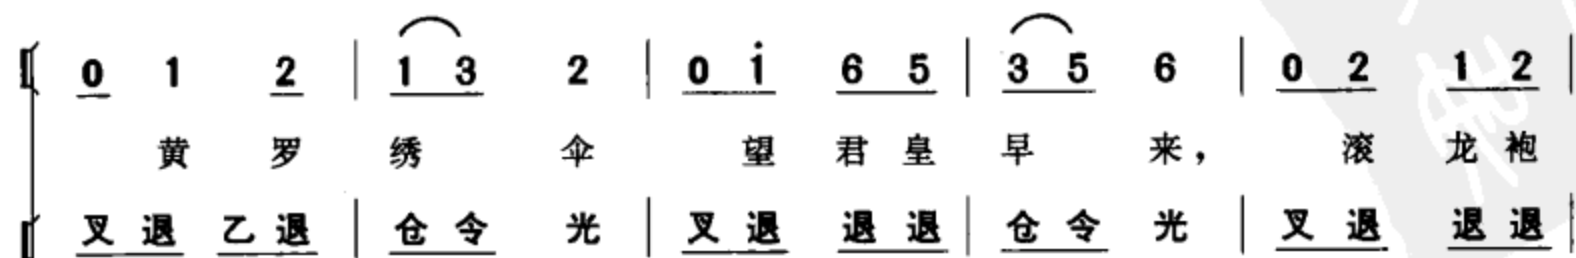 0 1 2 | 1 3 2 | 0 1̇ 6 5 | 3 5 6 | 0 2 1 2 |
黄 罗 绣 伞 望 君 皇 早 来， 滚 龙 袍
叉 退 乙 退 | 仓 令 光 | 叉 退 退 退 | 仓 令 光 | 叉 退 退 退 |